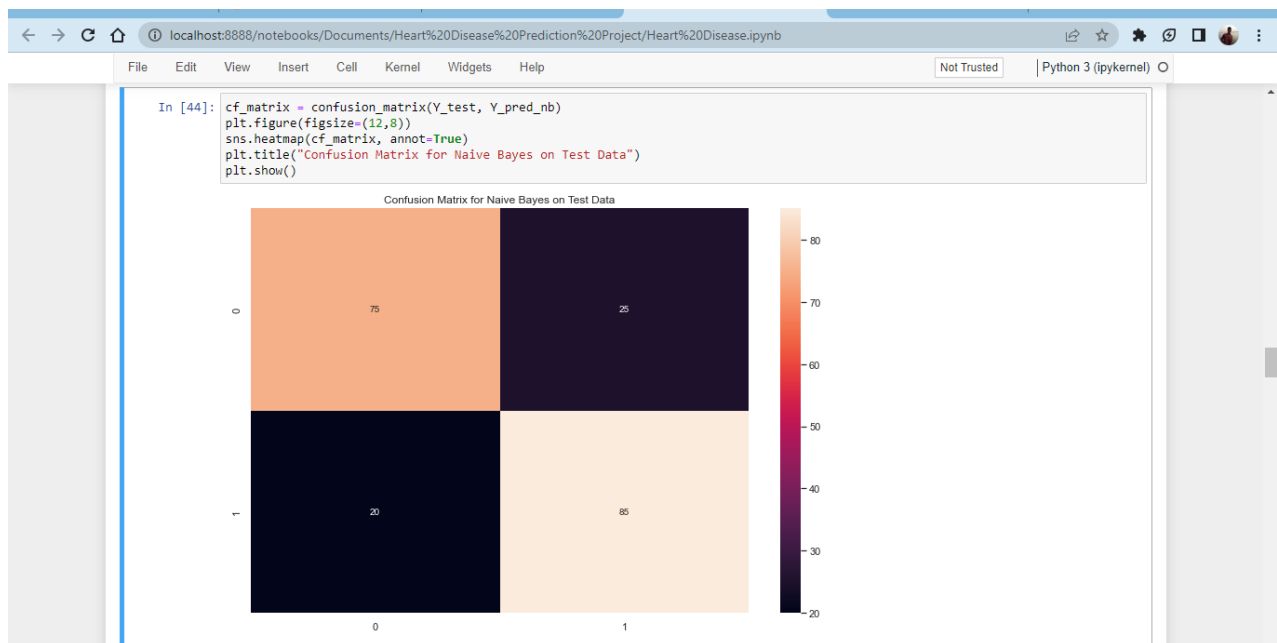 localhost:8888/notebooks/Documents/Heart%20Disease%20Prediction%20Project/Heart%20Disease.ipynb
File Edit View Insert Cell Kernel Widgets Help Not Trusted Python 3 (ipykernel)
In [44]: cf_matrix = confusion_matrix(Y_test, Y_pred_nb)
plt.figure(figsize=(12,8))
sns.heatmap(cf_matrix, annot=True)
plt.title("Confusion Matrix for Naive Bayes on Test Data")
plt.show()
Confusion Matrix for Naive Bayes on Test Data
80
70
0 75 25
60
50
40
1 20 85
30
20
0 1